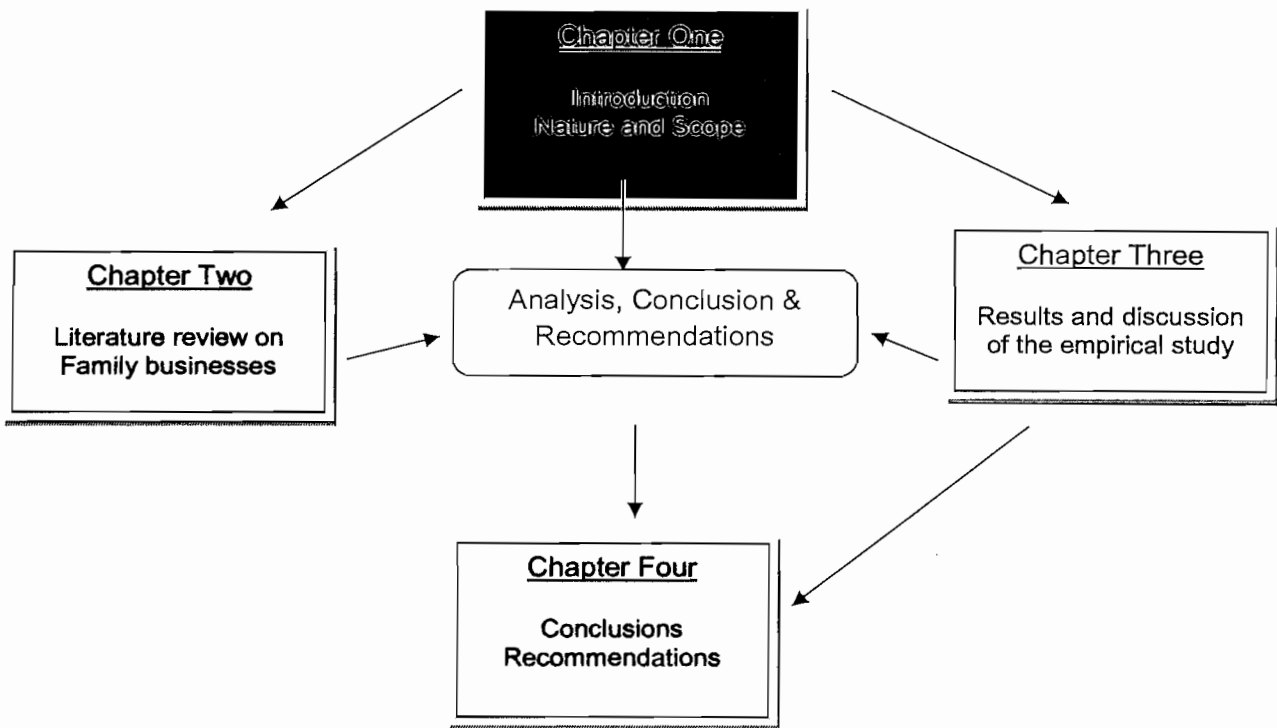 Chapter One
Introduction
Nature and Scope
Chapter Two
Literature review on
Family businesses
Analysis, Conclusion &
Recommendations
Chapter Three
Results and discussion
of the empirical study
Chapter Four
Conclusions
Recommendations